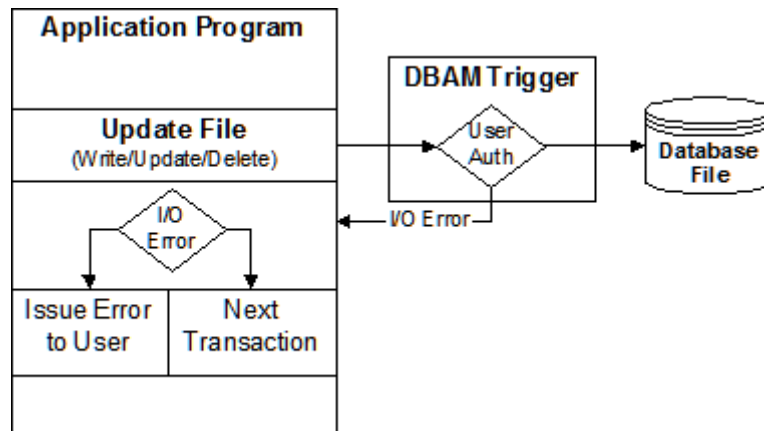 Application Program
DBAM Trigger
Update File
(Write/Update/Delete)
User
Auth
Database
File
I/O Error
I/O
Error
Issue Error
to User
Next
Transaction